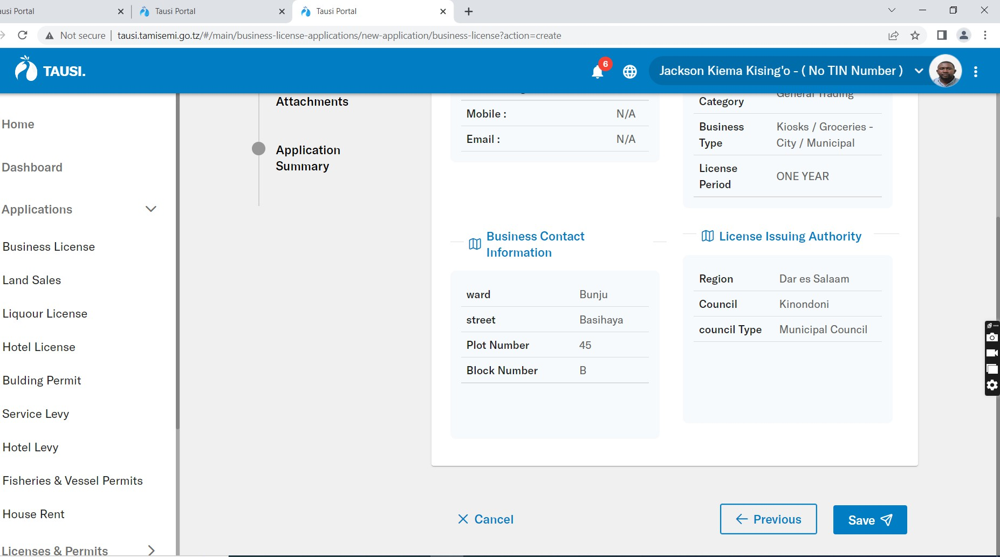 usi Portal
Tausi Portal
Tausi Portal
Not secure
tausi.tamisemi.go.tz/#/main/business-license-applications/new-application/business-license?action=create
TAUSI.
6
Jackson Kiema Kising'o - ( No TIN Number )
Home
Dashboard
Applications
Business License
Land Sales
Liquour License
Hotel License
Bulding Permit
Service Levy
Hotel Levy
Fisheries & Vessel Permits
House Rent
Licenses & Permits
Attachments
Application
Summary
Mobile : N/A
Email : N/A
Category General Trading
Business Type Kiosks / Groceries -
City / Municipal
License Period ONE YEAR
Business Contact
Information
ward Bunju
street Basihaya
Plot Number 45
Block Number B
License Issuing Authority
Region Dar es Salaam
Council Kinondoni
council Type Municipal Council
Cancel
Previous
Save